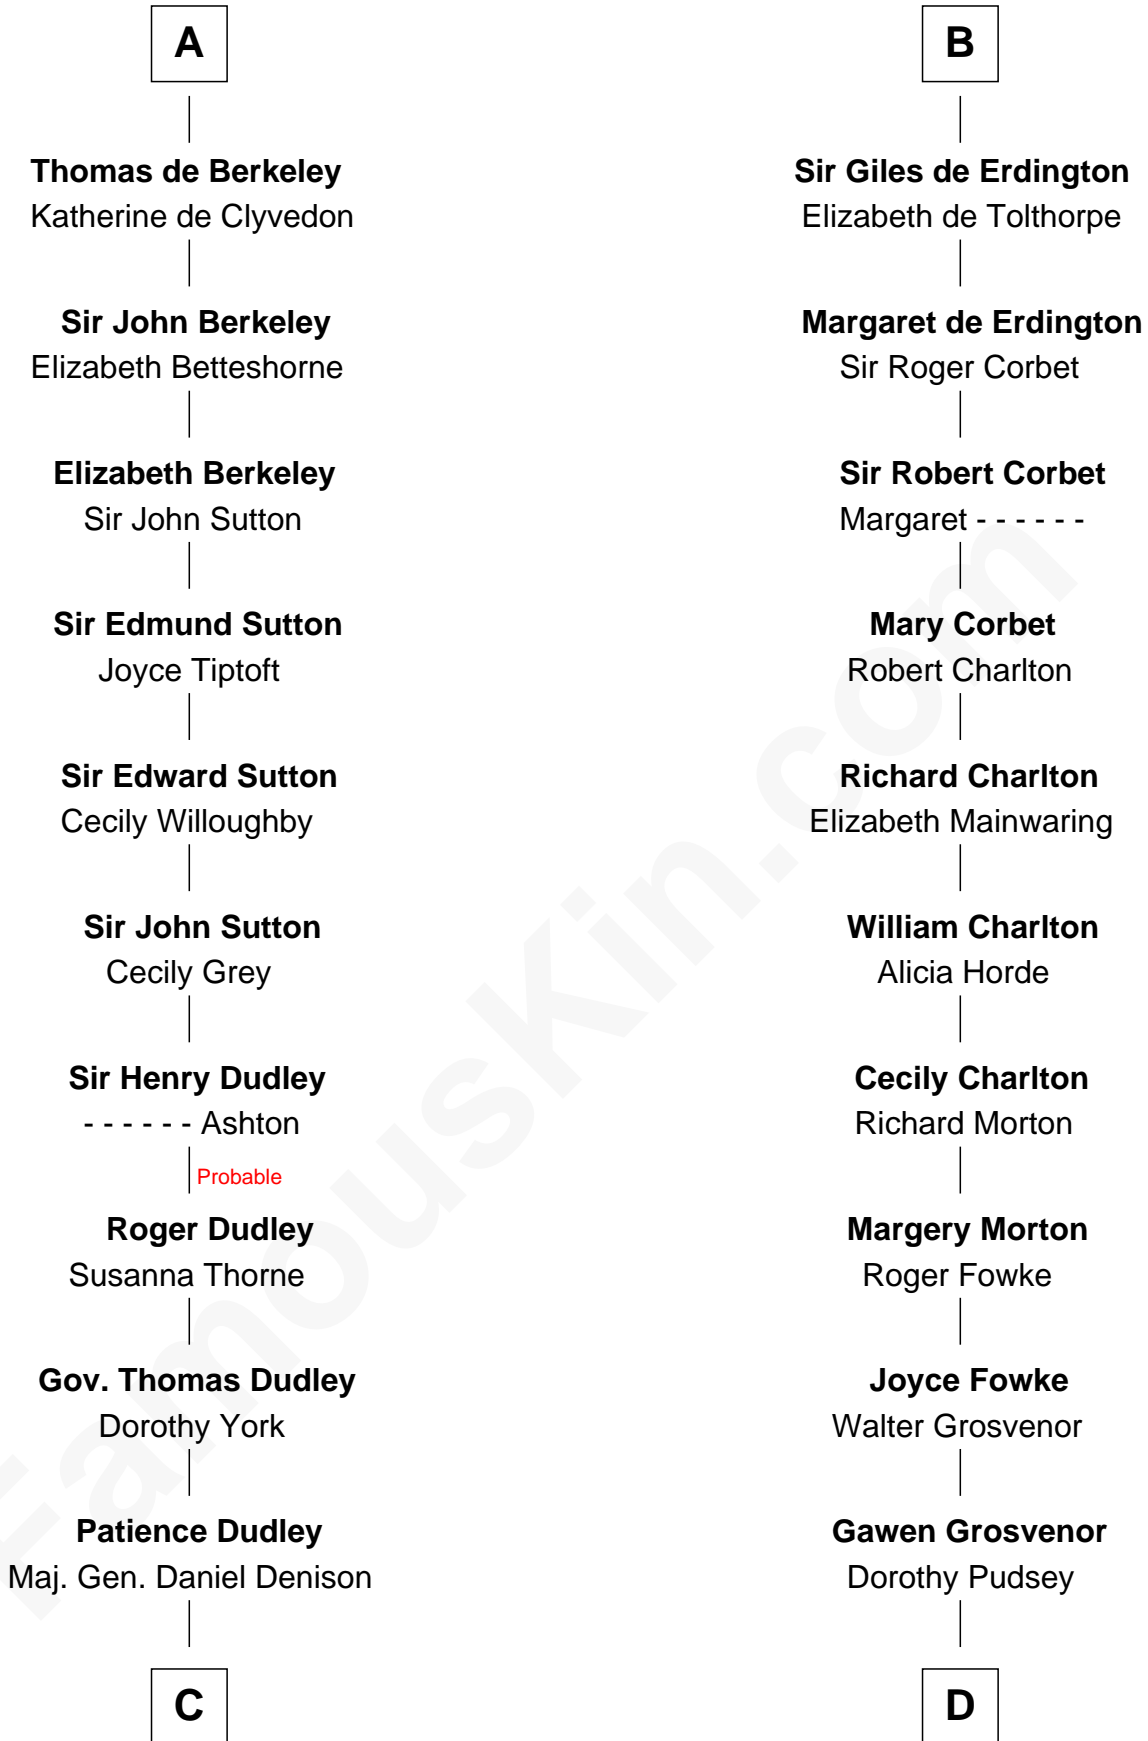 A
Thomas de Berkeley
Katherine de Clyvedon
Sir John Berkeley
Elizabeth Betteshorne
Elizabeth Berkeley
Sir John Sutton
Sir Edmund Sutton
Joyce Tiptoft
Sir Edward Sutton
Cecily Willoughby
Sir John Sutton
Cecily Grey
Sir Henry Dudley
- - - - - - Ashton
Probable
Roger Dudley
Susanna Thorne
Gov. Thomas Dudley
Dorothy York
Patience Dudley
Maj. Gen. Daniel Denison
C
B
Sir Giles de Erdington
Elizabeth de Tolthorpe
Margaret de Erdington
Sir Roger Corbet
Sir Robert Corbet
Margaret - - - - - -
Mary Corbet
Robert Charlton
Richard Charlton
Elizabeth Mainwaring
William Charlton
Alicia Horde
Cecily Charlton
Richard Morton
Margery Morton
Roger Fowke
Joyce Fowke
Walter Grosvenor
Gawen Grosvenor
Dorothy Pudsey
D
FamousKin.com